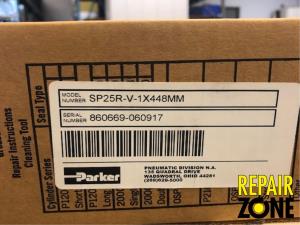 Repair Instructions
Cleaning Tool
Cylinder Series
Seal Type
MODEL NUMBER SP25R-V-1X448MM
SERIAL NUMBER 860669-060917
Parker
PNEUMATIC DIVISION N.A.
135 QUADRAL DRIVE
WADSWORTH, OHIO 44281
REPAIR
ZONE